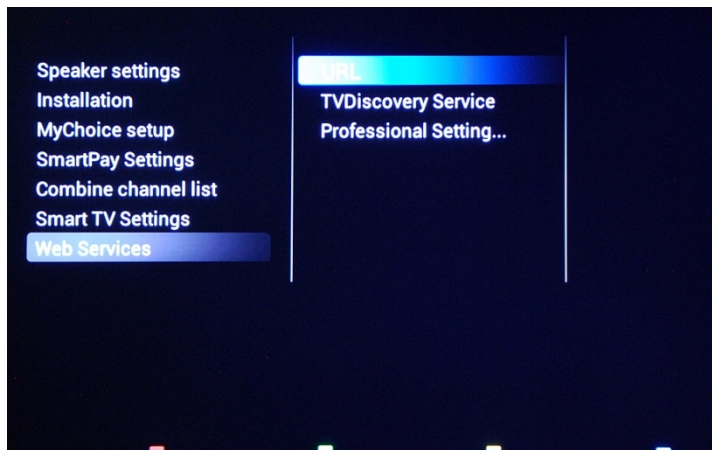 Speaker settings
Installation
MyChoice setup
SmartPay Settings
Combine channel list
Smart TV Settings
Web Services
URL
TVDiscovery Service
Professional Setting...